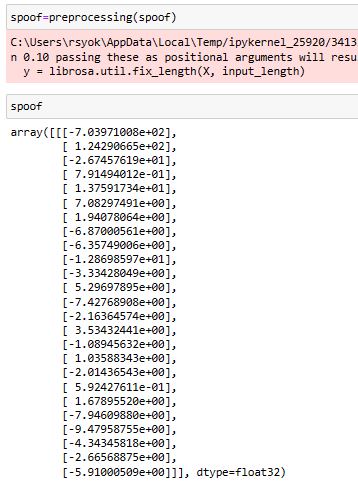 spoof=preprocessing(spoof)
C:\Users\rsyok\AppData\Local\Temp/ipykernel_25920/3413
n 0.10 passing these as positional arguments will resu
  y = librosa.util.fix_length(X, input_length)
spoof
array([[[-7.03971008e+02],
        [ 1.24290665e+02],
        [-2.67457619e+01],
        [ 7.91494012e-01],
        [ 1.37591734e+01],
        [ 7.08297491e+00],
        [ 1.94078064e+00],
        [-6.87000561e+00],
        [-6.35749006e+00],
        [-1.28698597e+01],
        [-3.33428049e+00],
        [ 5.29697895e+00],
        [-7.42768908e+00],
        [-2.16364574e+00],
        [ 3.53432441e+00],
        [-1.08945632e+00],
        [ 1.03588343e+00],
        [-2.01436543e+00],
        [ 5.92427611e-01],
        [ 1.67895520e+00],
        [-7.94609880e+00],
        [-9.47958755e+00],
        [-4.34345818e+00],
        [-2.66568875e+00],
        [-5.91000509e+00]]], dtype=float32)